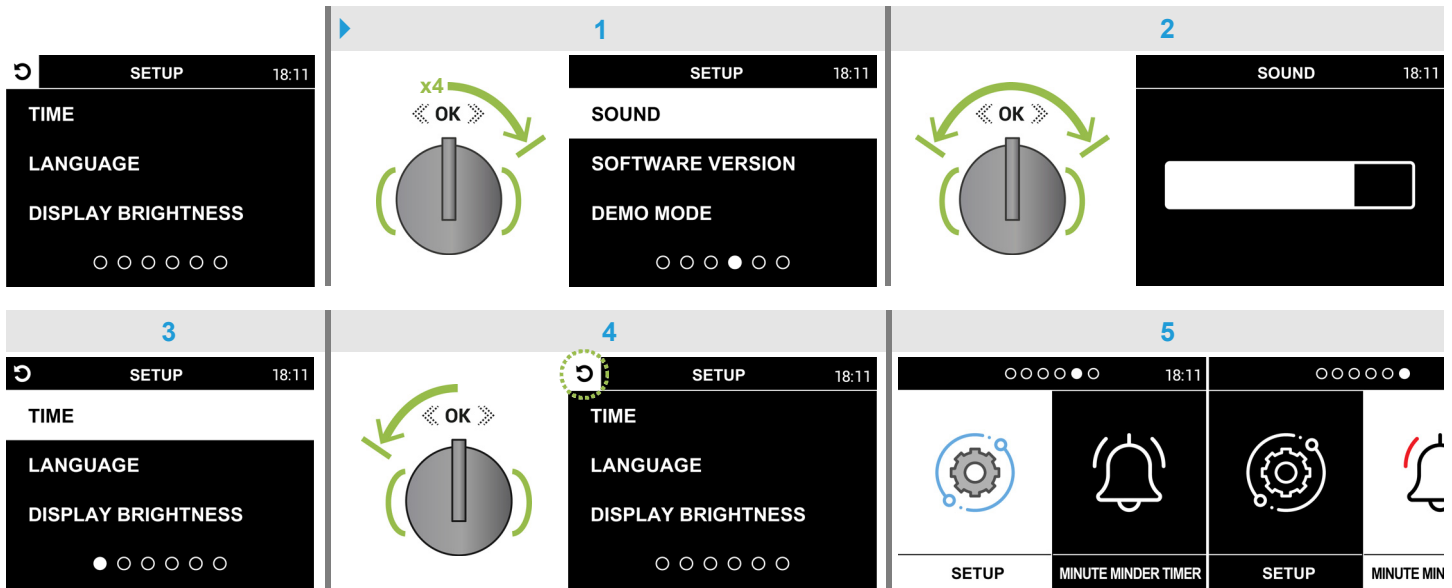 1
2
SETUP 18:11
TIME
LANGUAGE
DISPLAY BRIGHTNESS
x4
OK
SETUP 18:11
SOUND
SOFTWARE VERSION
DEMO MODE
OK
SOUND 18:11
3
4
5
SETUP 18:11
TIME
LANGUAGE
DISPLAY BRIGHTNESS
OK
SETUP 18:11
TIME
LANGUAGE
DISPLAY BRIGHTNESS
18:11
SETUP
MINUTE MINDER TIMER
SETUP
MINUTE MIN